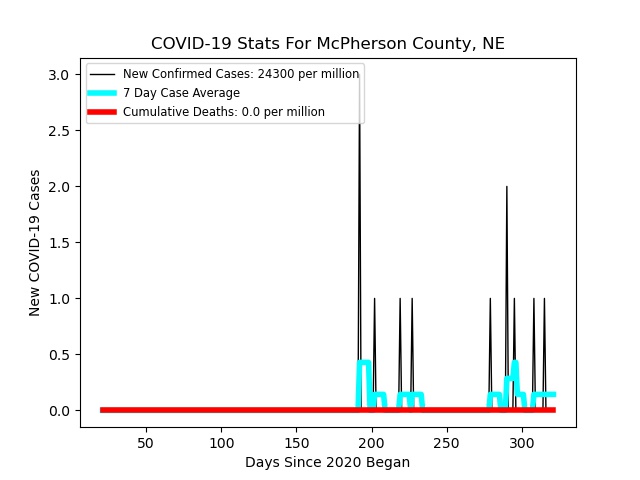 COVID-19 Stats For McPherson County, NE
New Confirmed Cases: 24300 per million
7 Day Case Average
Cumulative Deaths: 0.0 per million
New COVID-19 Cases
3.0
2.5
2.0
1.5
1.0
0.5
0.0
50 100 150 200 250 300
Days Since 2020 Began